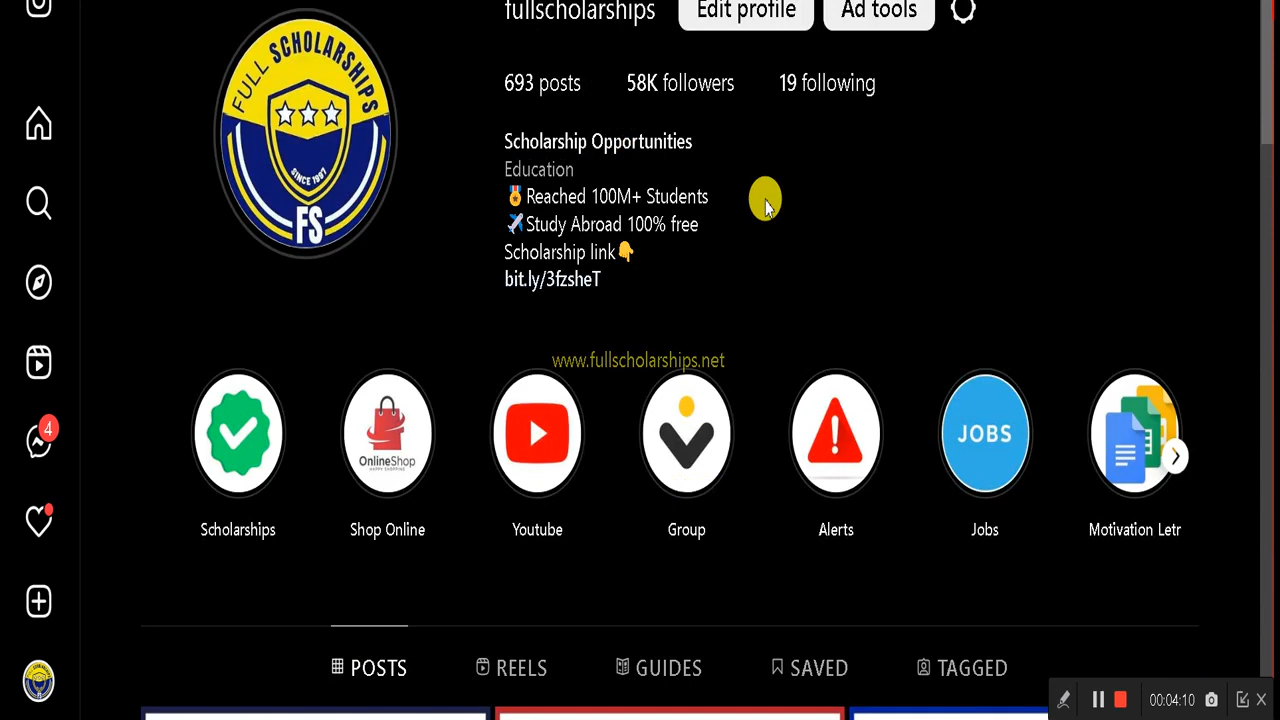 fullscholarships Edit profile Ad tools
FULL SCHOLARSHIPS
SINCE 1997
FS
693 posts 58K followers 19 following
Scholarship Opportunities
Education
🏅Reached 100M+ Students
✈️Study Abroad 100% free
Scholarship link👇
bit.ly/3fzsheT
www.fullscholarships.net
OnlineShop
HAPPY SHOPPING
JOBS
4
Scholarships Shop Online Youtube Group Alerts Jobs Motivation Letr
POSTS REELS GUIDES SAVED TAGGED
00:04:10